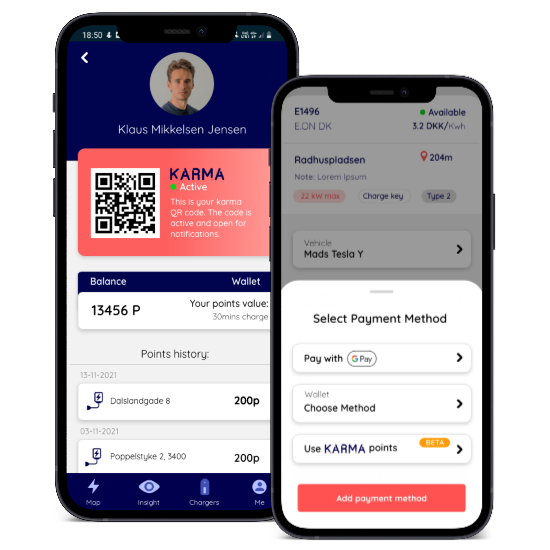 18:50
Klaus Mikkelsen Jensen
KARMA
Active
This is your karma
QR code. The code is
active and open for
notifications.
Balance
Wallet
13456 P
Your points value:
30mins charge
Points history:
13-11-2021
Dalslandgade 8
200p
03-11-2021
Poppelstyke 2, 3400
200p
Map
Insight
Chargers
Me
E1496
Available
E.ON DK
3.2 DKK/Kwh
Radhuspladsen
204m
Note: Lorem Ipsum
22 kW max
Charge key
Type 2
Vehicle
Mads Tesla Y
Select Payment Method
Pay with G Pay
Wallet
Choose Method
Use KARMA points
BETA
Add payment method